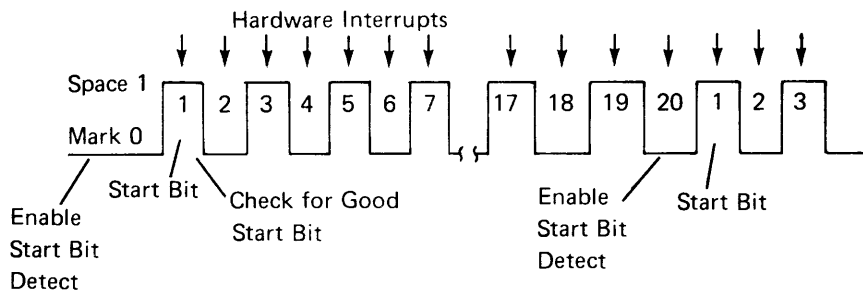 Hardware Interrupts
Space 1
1 2 3 4 5 6 7 17 18 19 20 1 2 3
Mark 0
Start Bit
Check for Good
Start Bit
Enable
Start Bit
Detect
Enable
Start Bit
Detect
Start Bit